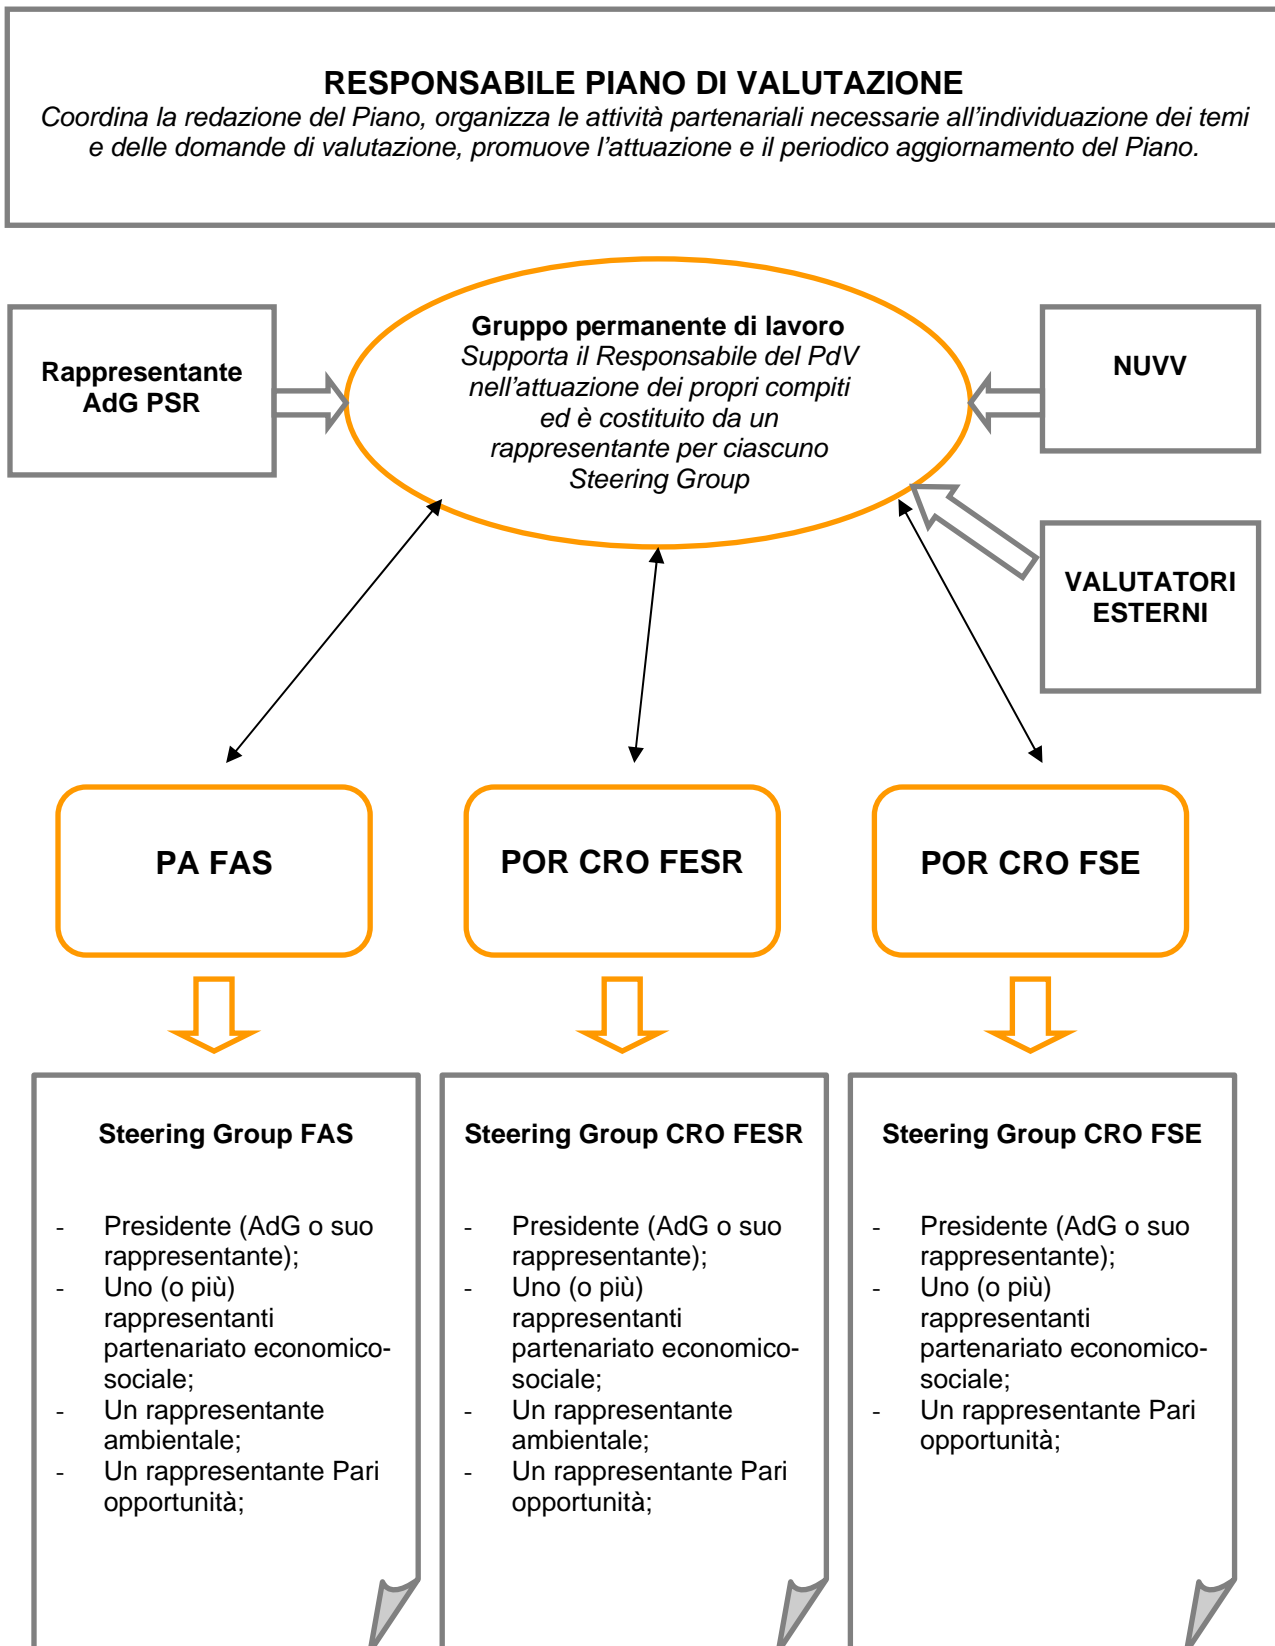 RESPONSABILE PIANO DI VALUTAZIONE
Coordina la redazione del Piano, organizza le attività partenariali necessarie all'individuazione dei temi
e delle domande di valutazione, promuove l'attuazione e il periodico aggiornamento del Piano.
Rappresentante
AdG PSR
Gruppo permanente di lavoro
Supporta il Responsabile del PdV
nell'attuazione dei propri compiti
ed è costituito da un
rappresentante per ciascuno
Steering Group
NUVV
VALUTATORI
ESTERNI
PA FAS
POR CRO FESR
POR CRO FSE
Steering Group FAS
- Presidente (AdG o suo
rappresentante);
- Uno (o più)
rappresentanti
partenariato economico-
sociale;
- Un rappresentante
ambientale;
- Un rappresentante Pari
opportunità;
Steering Group CRO FESR
- Presidente (AdG o suo
rappresentante);
- Uno (o più)
rappresentanti
partenariato economico-
sociale;
- Un rappresentante
ambientale;
- Un rappresentante Pari
opportunità;
Steering Group CRO FSE
- Presidente (AdG o suo
rappresentante);
- Uno (o più)
rappresentanti
partenariato economico-
sociale;
- Un rappresentante Pari
opportunità;